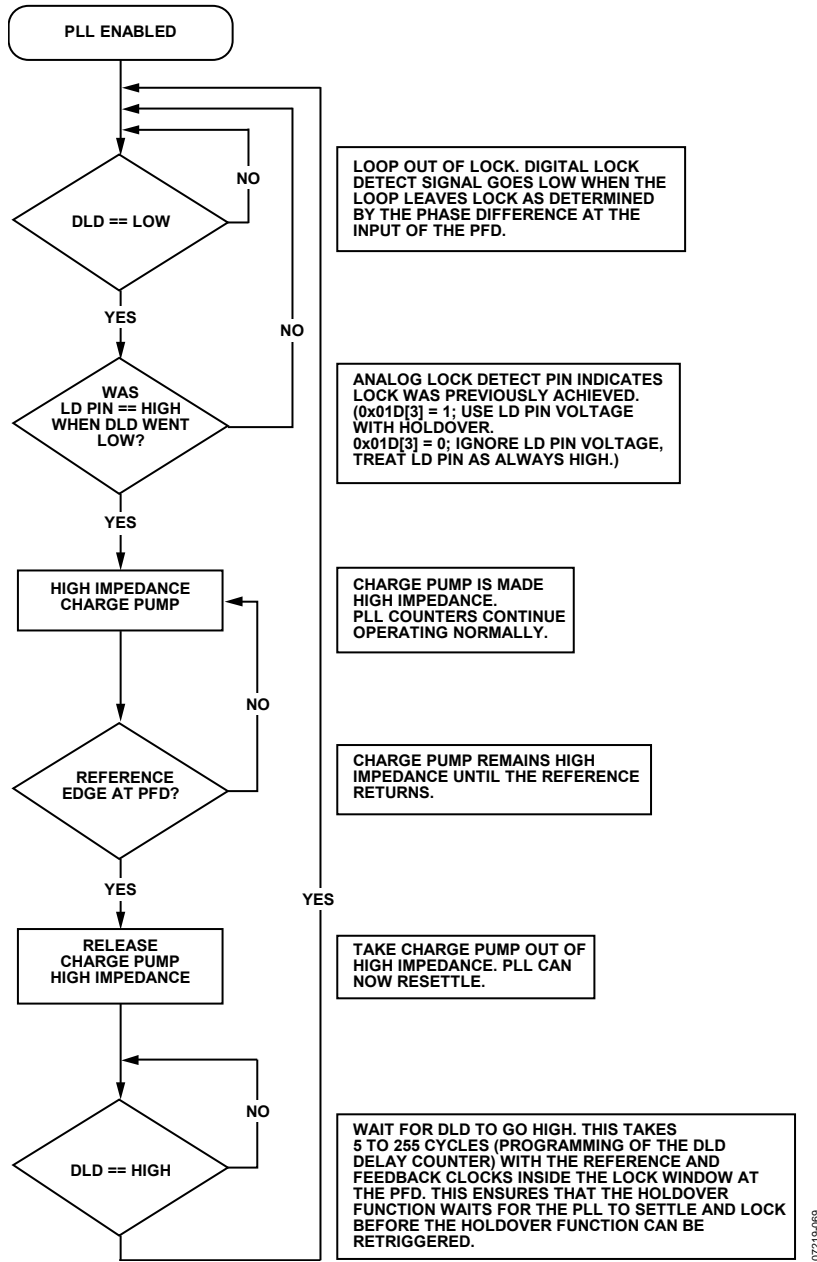 PLL ENABLED
NO
DLD == LOW
YES
LOOP OUT OF LOCK. DIGITAL LOCK
DETECT SIGNAL GOES LOW WHEN THE
LOOP LEAVES LOCK AS DETERMINED
BY THE PHASE DIFFERENCE AT THE
INPUT OF THE PFD.
NO
WAS
LD PIN == HIGH
WHEN DLD WENT
LOW?
YES
ANALOG LOCK DETECT PIN INDICATES
LOCK WAS PREVIOUSLY ACHIEVED.
(0x01D[3] = 1; USE LD PIN VOLTAGE
WITH HOLDOVER.
0x01D[3] = 0; IGNORE LD PIN VOLTAGE,
TREAT LD PIN AS ALWAYS HIGH.)
HIGH IMPEDANCE
CHARGE PUMP
CHARGE PUMP IS MADE
HIGH IMPEDANCE.
PLL COUNTERS CONTINUE
OPERATING NORMALLY.
NO
REFERENCE
EDGE AT PFD?
YES
CHARGE PUMP REMAINS HIGH
IMPEDANCE UNTIL THE REFERENCE
RETURNS.
YES
RELEASE
CHARGE PUMP
HIGH IMPEDANCE
TAKE CHARGE PUMP OUT OF
HIGH IMPEDANCE. PLL CAN
NOW RESETTLE.
NO
DLD == HIGH
WAIT FOR DLD TO GO HIGH. THIS TAKES
5 TO 255 CYCLES (PROGRAMMING OF THE DLD
DELAY COUNTER) WITH THE REFERENCE AND
FEEDBACK CLOCKS INSIDE THE LOCK WINDOW AT
THE PFD. THIS ENSURES THAT THE HOLDOVER
FUNCTION WAITS FOR THE PLL TO SETTLE AND LOCK
BEFORE THE HOLDOVER FUNCTION CAN BE
RETRIGGERED.
07219-069